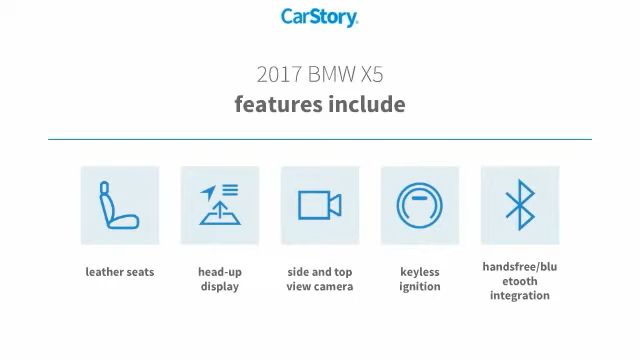 CarStory
2017 BMW X5
features include
leather seats
head-up
display
side and top
view camera
keyless
ignition
handsfree/blu
etooth
integration